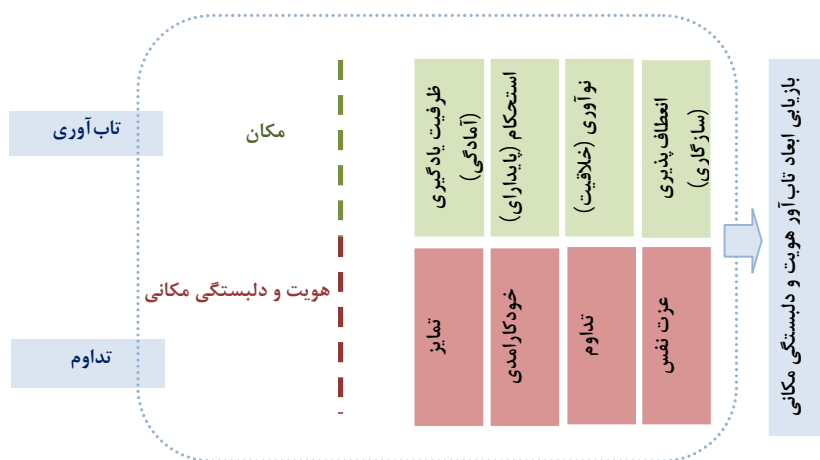 تاب‌آوری
تداوم
مکان
هویت و دلبستگی مکانی
ظرفیت یادگیری
(آمادگی)
استحکام (پایدارای)
نوآوری (خلاقیت)
انعطاف پذیری
(سازگاری)
تمایز
خودکارامدی
تداوم
عزت نفس
بازیابی ابعاد تاب‌آور هویت و دلبستگی مکانی